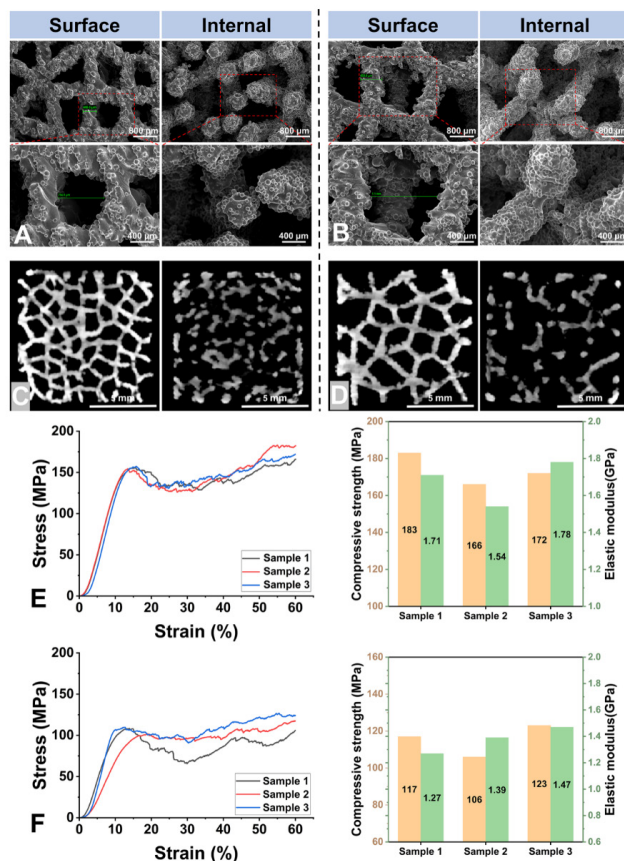 Surface
Internal
Surface
Internal
800 μm
800 μm
800 μm
800 μm
A
400 μm
400 μm
B
400 μm
400 μm
C
5 mm
5 mm
D
5 mm
5 mm
E
Stress (MPa)
200
150
100
50
0
0 10 20 30 40 50 60
Strain (%)
Sample 1
Sample 2
Sample 3
Compressive strength (MPa)
200
180
160
140
120
100
183
1.71
166
1.54
172
1.78
Sample 1 Sample 2 Sample 3
2.0
1.8
1.6
1.4
1.2
1.0
Elastic modulus(GPa)
F
Stress (MPa)
200
150
100
50
0
0 10 20 30 40 50 60
Strain (%)
Sample 1
Sample 2
Sample 3
Compressive strength (MPa)
160
140
120
100
80
60
117
1.27
106
1.39
123
1.47
Sample 1 Sample 2 Sample 3
2.0
1.8
1.6
1.4
1.2
1.0
0.8
0.6
Elastic modulus(GPa)